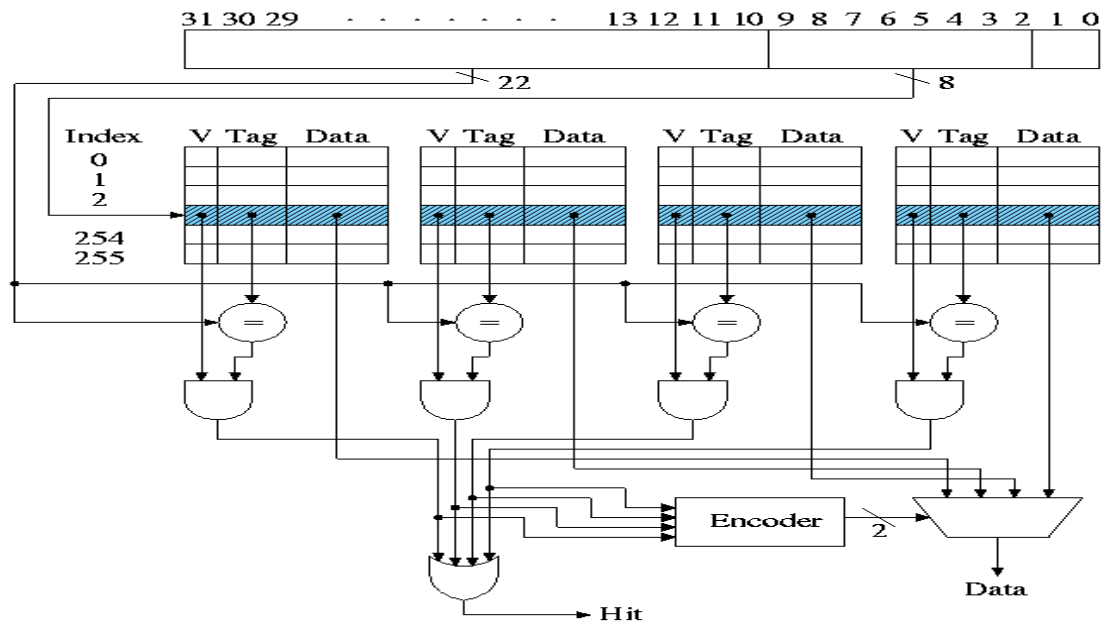 31 30 29 . . . . . . . 13 12 11 10 9 8 7 6 5 4 3 2 1 0
22
8
Index
V Tag Data
V Tag Data
V Tag Data
V Tag Data
0
1
2
254
255
=
=
=
=
Encoder
2
Data
Hit